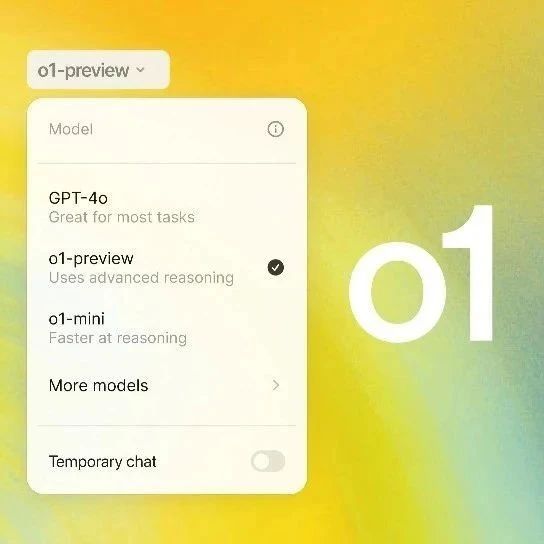 o1-preview
Model
GPT-4o
Great for most tasks
o1-preview
Uses advanced reasoning
o1-mini
Faster at reasoning
More models
Temporary chat
o1